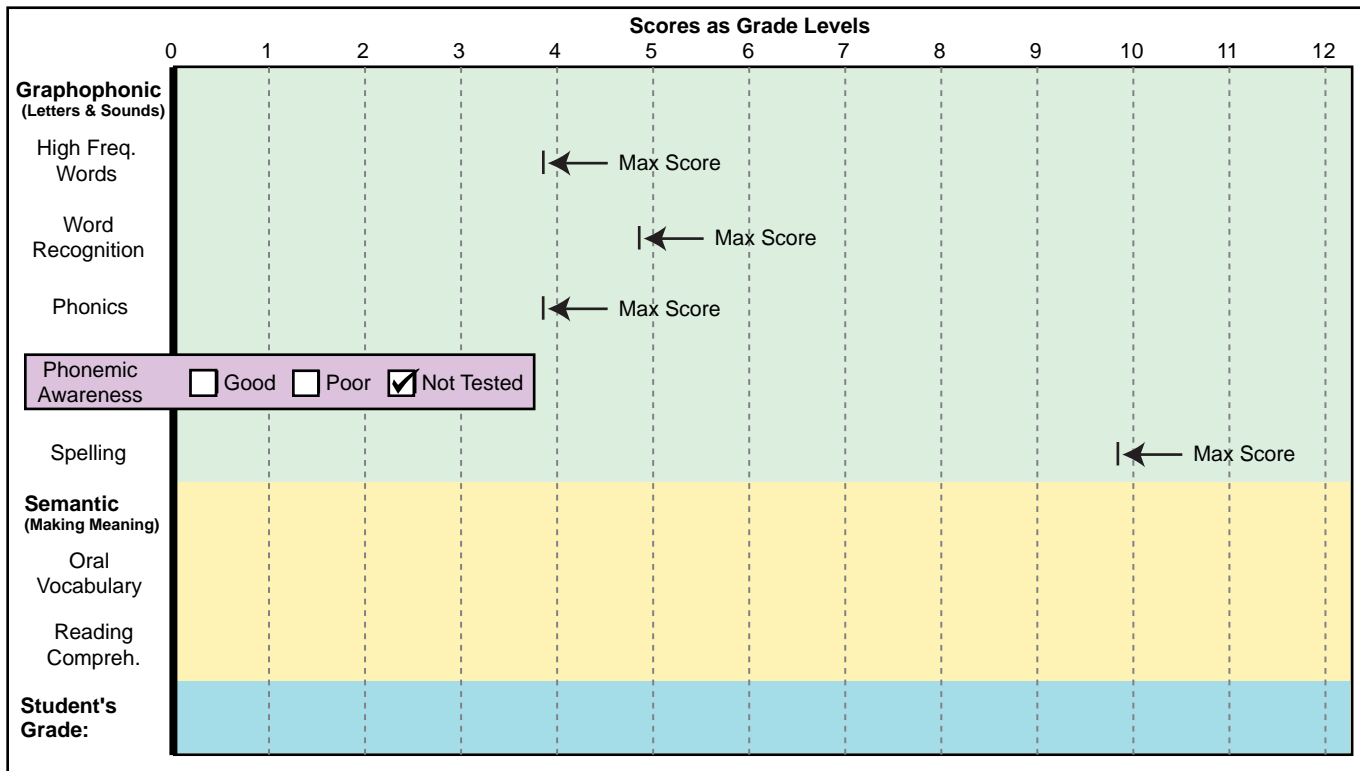 Scores as Grade Levels
0 1 2 3 4 5 6 7 8 9 10 11 12
Graphophonic
(Letters & Sounds)
High Freq.
Words
Max Score
Word
Recognition
Max Score
Phonics
Max Score
Phonemic
Awareness
Good Poor Not Tested
Spelling
Max Score
Semantic
(Making Meaning)
Oral
Vocabulary
Reading
Compreh.
Student's
Grade: